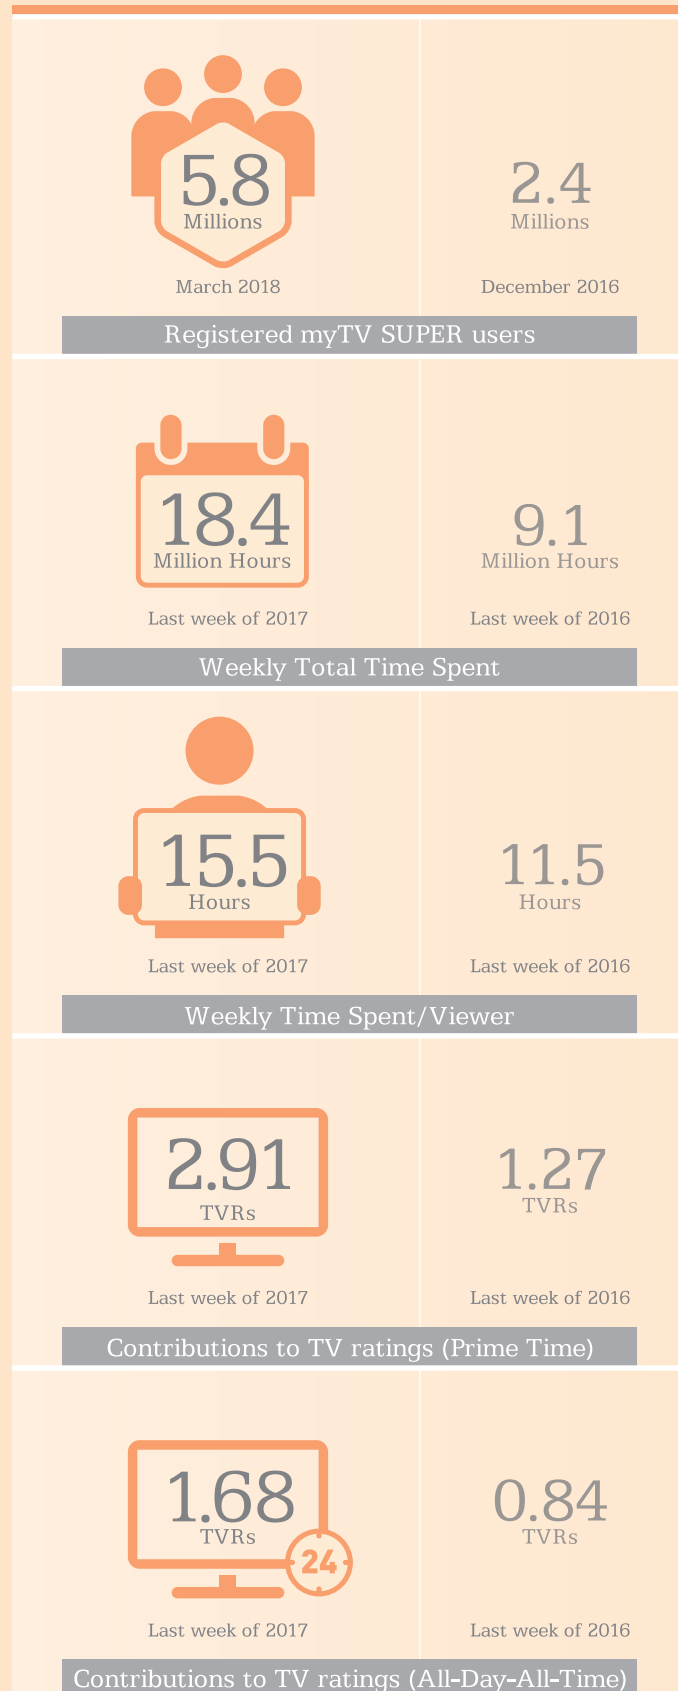 5.8
Millions
March 2018
2.4
Millions
December 2016
Registered myTV SUPER users
18.4
Million Hours
Last week of 2017
9.1
Million Hours
Last week of 2016
Weekly Total Time Spent
15.5
Hours
Last week of 2017
11.5
Hours
Last week of 2016
Weekly Time Spent/Viewer
2.91
TVRs
Last week of 2017
1.27
TVRs
Last week of 2016
Contributions to TV ratings (Prime Time)
1.68
TVRs
24
Last week of 2017
0.84
TVRs
Last week of 2016
Contributions to TV ratings (All-Day-All-Time)